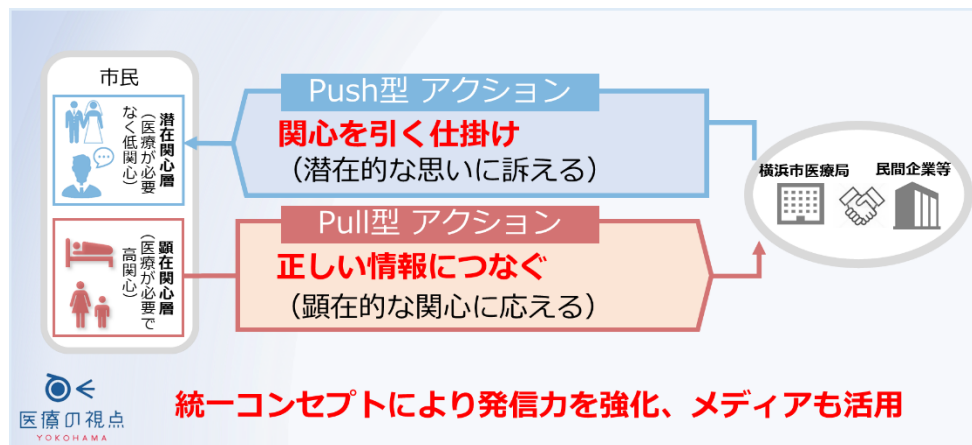 市民
潜在関心層
（医療が必要
なく低関心）
顕在関心層
（医療が必要で
高関心）
Push型 アクション
関心を引く仕掛け
（潜在的な思いに訴える）
Pull型 アクション
正しい情報につなぐ
（顕在的な関心に応える）
横浜市医療局
民間企業等
医療の視点
YOKOHAMA
統一コンセプトにより発信力を強化、メディアも活用